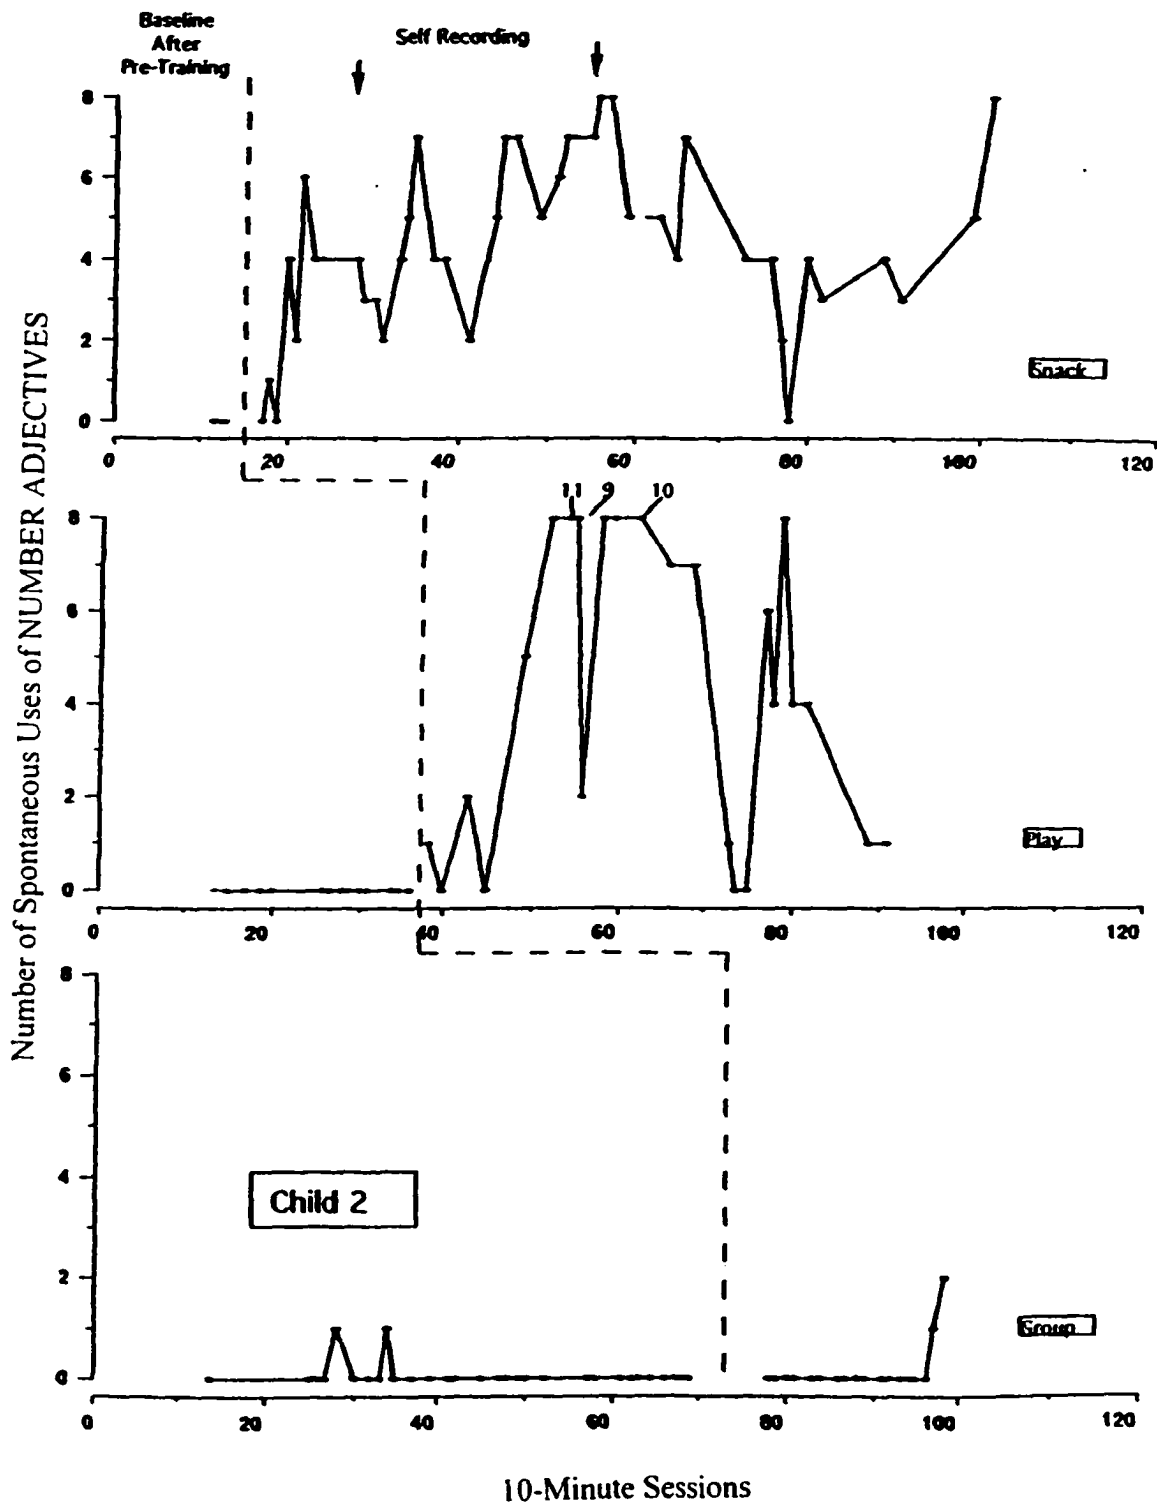 Baseline
After
Pre-Training
Self Recording
Number of Spontaneous Uses of NUMBER ADJECTIVES
8
6
4
2
0
Snack
0 20 40 60 80 100 120
11 9 10
8
6
4
2
0
Play
0 20 40 60 80 100 120
8
6
4
2
0
Child 2
Group
0 20 40 60 80 100 120
10-Minute Sessions